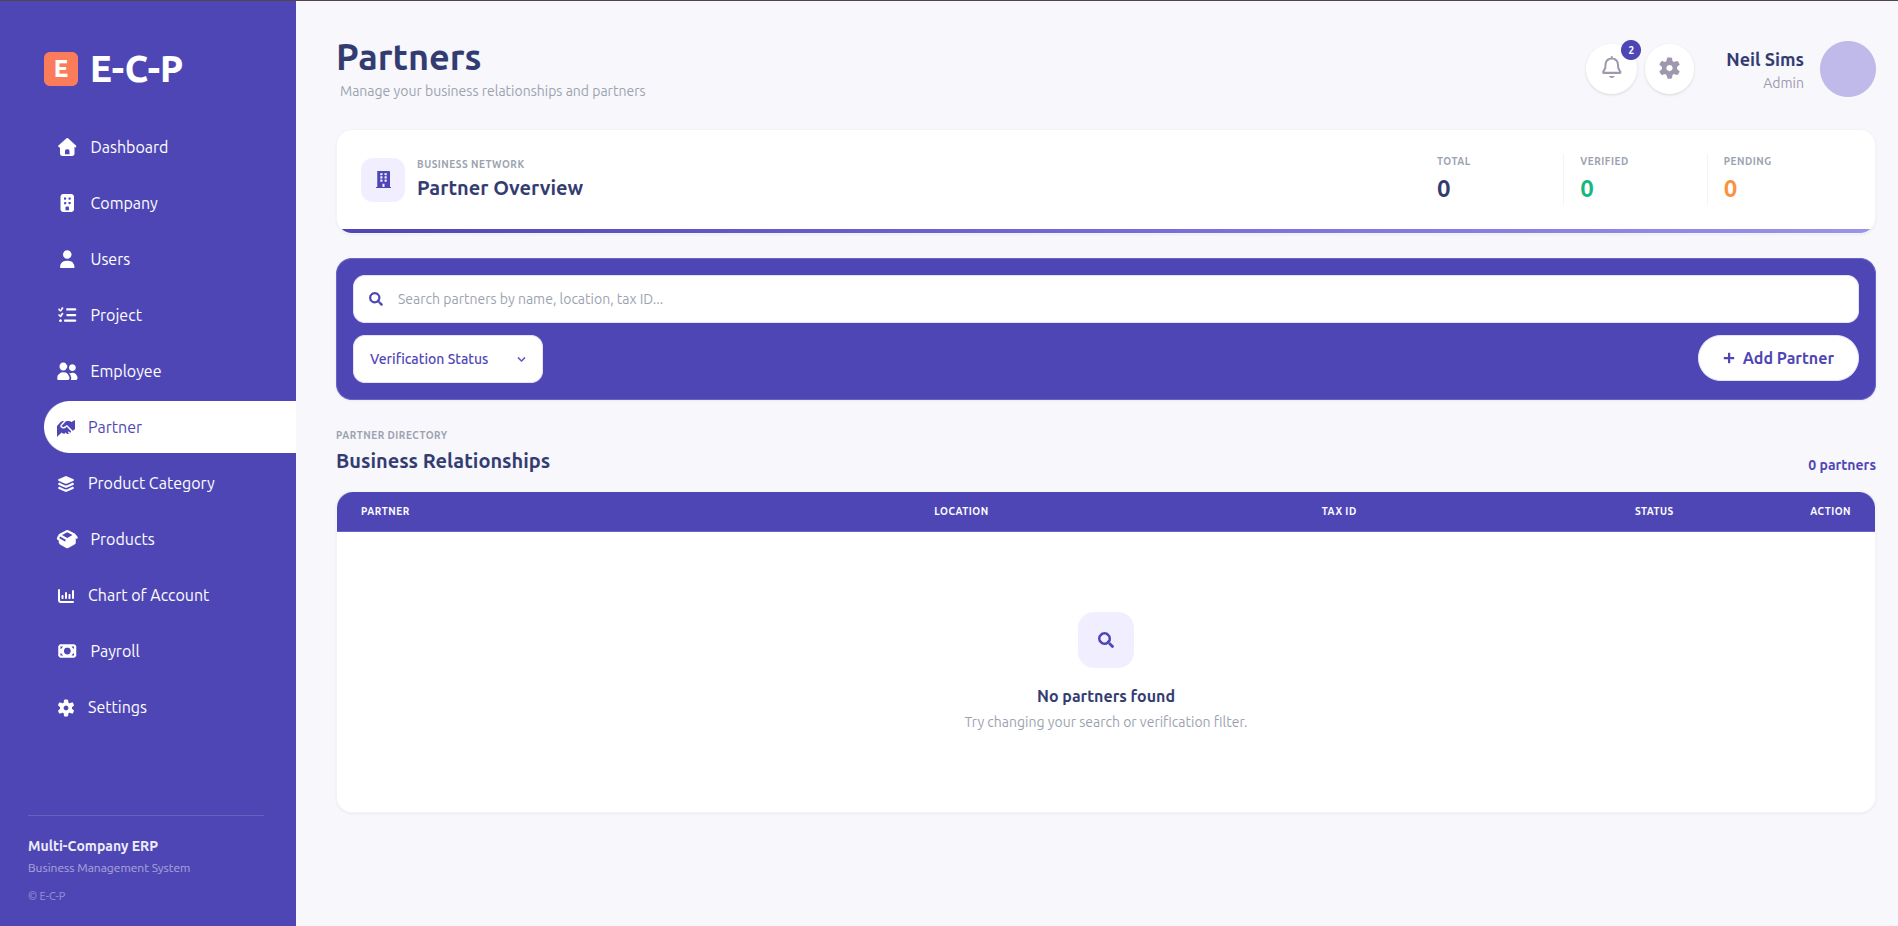 E
E-C-P
Dashboard
Company
Users
Project
Employee
Partner
Product Category
Products
Chart of Account
Payroll
Settings
Multi-Company ERP
Business Management System
© E-C-P
Partners
Manage your business relationships and partners
2
Neil Sims
Admin
BUSINESS NETWORK
Partner Overview
TOTAL
0
VERIFIED
0
PENDING
0
Search partners by name, location, tax ID...
Verification Status
+ Add Partner
PARTNER DIRECTORY
Business Relationships
0 partners
PARTNER LOCATION TAX ID STATUS ACTION
No partners found
Try changing your search or verification filter.